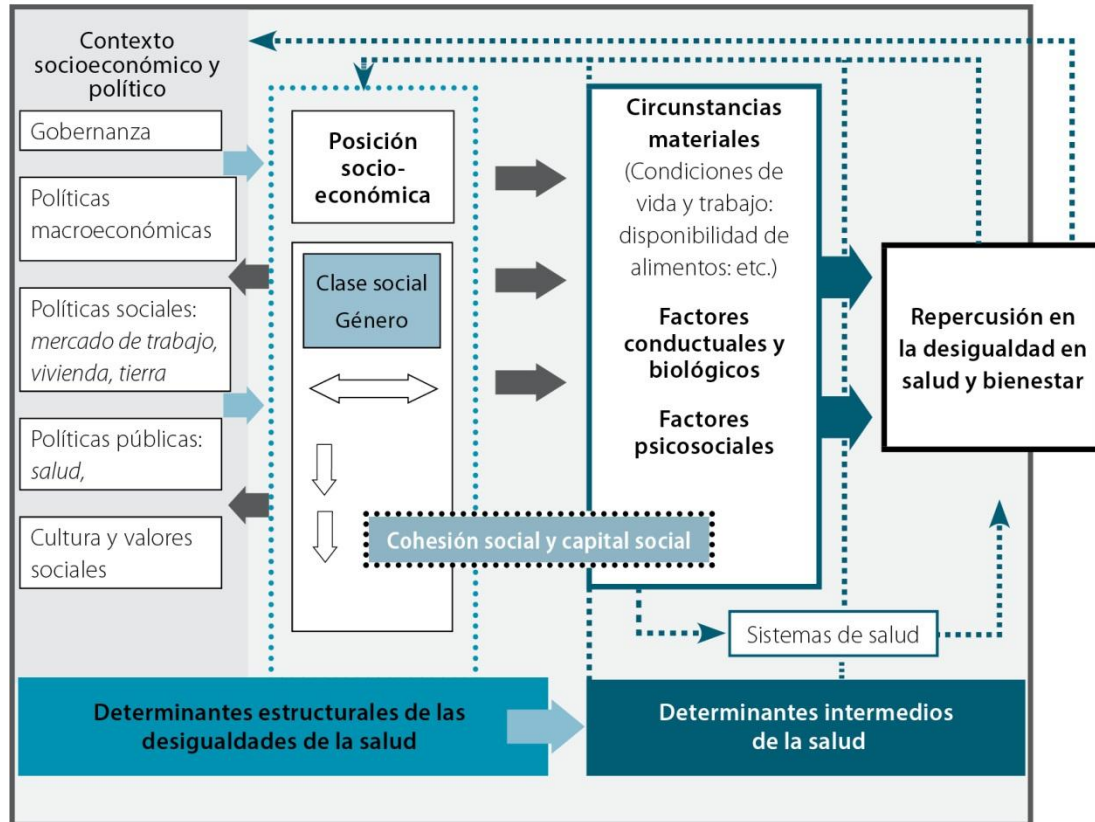 Contexto
socioeconómico y
político
Gobernanza
Políticas
macroeconómicas
Políticas sociales:
mercado de trabajo,
vivienda, tierra
Políticas públicas:
salud,
Cultura y valores
sociales
Posición
socio-
económica
Clase social
Género
Cohesión social y capital social
Circunstancias
materiales
(Condiciones de
vida y trabajo:
disponibilidad de
alimentos: etc.)
Factores
conductuales y
biológicos
Factores
psicosociales
Sistemas de salud
Repercusión en
la desigualdad en
salud y bienestar
Determinantes estructurales de las
desigualdades de la salud
Determinantes intermedios
de la salud